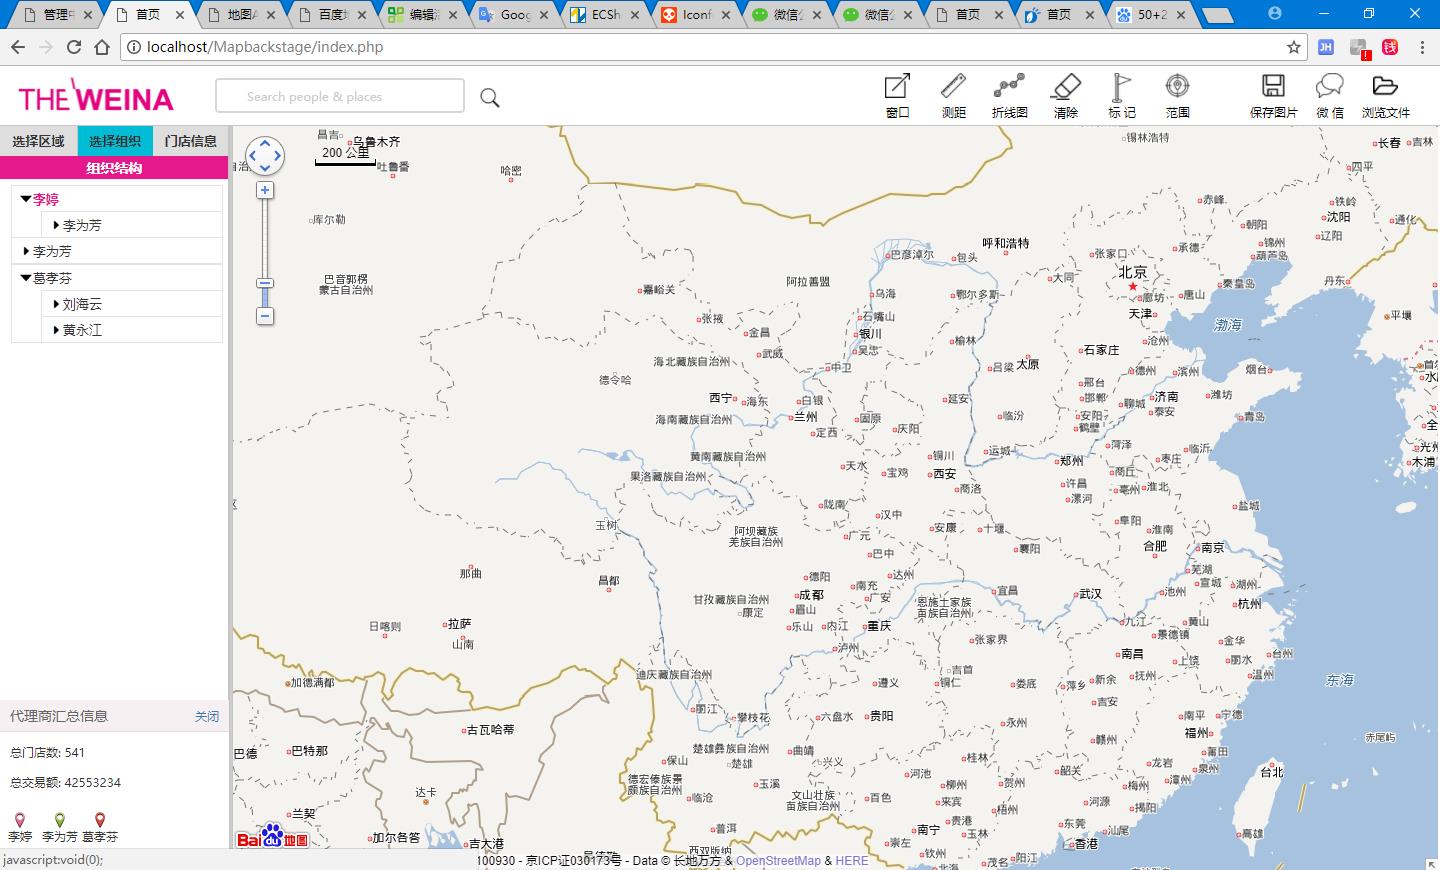 管理中
首页
地图A
百度地
编辑活
Goog
ECSh
Iconf
微信公
微信公
首页
首页
50+2
localhost/Mapbackstage/index.php
THE WEINA
Search people & places
窗口
测距
折线图
清除
标 记
范围
保存图片
微 信
浏览文件
选择区域
选择组织
门店信息
组织结构
李婷
李为芳
李为芳
葛孝芬
刘海云
黄永江
代理商汇总信息
关闭
总门店数: 541
总交易额: 42553234
李婷
李为芳
葛孝芬
javascript:void(0);
200 公里
昌吉
乌鲁木齐
吐鲁番
哈密
锡林浩特
长春
吉林
四平
库尔勒
赤峰
铁岭
沈阳
通化
朝阳
辽阳
呼和浩特
承德
锦州
葫芦岛
张家口
巴彦淖尔
包头
北京
大同
秦皇岛
丹东
巴音郭楞
蒙古自治州
阿拉善盟
嘉峪关
乌海
鄂尔多斯
廊坊
唐山
天津
石嘴山
平壤
张掖
渤海
金昌
银川
榆林
沧州
武威
吴忠
石家庄
海北藏族自治州
中卫
吕梁
太原
德州
滨州
烟台
德令哈
邢台
西宁
海东
白银
延安
邯郸
聊城
济南
潍坊
海南藏族自治州
兰州
固原
临汾
安阳
泰安
青岛
定西
庆阳
鹤壁
菏泽
临沂
黄南藏族自治州
铜川
运城
郑州
枣庄
光州
木浦
果洛藏族自治州
天水
宝鸡
西安
商丘
商洛
许昌
亳州
淮北
漯河
陇南
汉中
盐城
玉树
阿坝藏族
羌族自治州
广元
安康
十堰
阜阳
淮南
襄阳
合肥
南京
巴中
那曲
昌都
德阳
达州
芜湖
南充
宣城
湖州
甘孜藏族自治州
成都
广安
恩施土家族
苗族自治州
宜昌
武汉
池州
杭州
康定
眉山
日喀则
拉萨
乐山
内江
重庆
九江
黄山
山南
张家界
景德镇
金华
泸州
南昌
台州
上饶
丽水
迪庆藏族自治州
吉首
抚州
温州
东海
加德满都
遵义
铜仁
娄底
萍乡
新余
吉安
丽江
攀枝花
六盘水
贵阳
永州
南平
宁德
古瓦哈蒂
福州
赤尾屿
巴德
巴特那
楚雄彝族自治州
曲靖
赣州
莆田
保山
楚雄
兴义
桂林
龙岩
泉州
德宏傣族景
颇族自治州
玉溪
河池
柳州
贺州
韶关
梅州
漳州
台北
达卡
临沧
文山壮族
苗族自治州
百色
来宾
梧州
河源
揭阳
兰契
普洱
贵港
东莞
南宁
玉林
汕尾
高雄
加尔各答
吉大港
西双版纳
崇左
香港
钦州
阳江
茂名
Bai du 地图
100930 - 京ICP证030173号 - Data © 长地万方 & OpenStreetMap & HERE